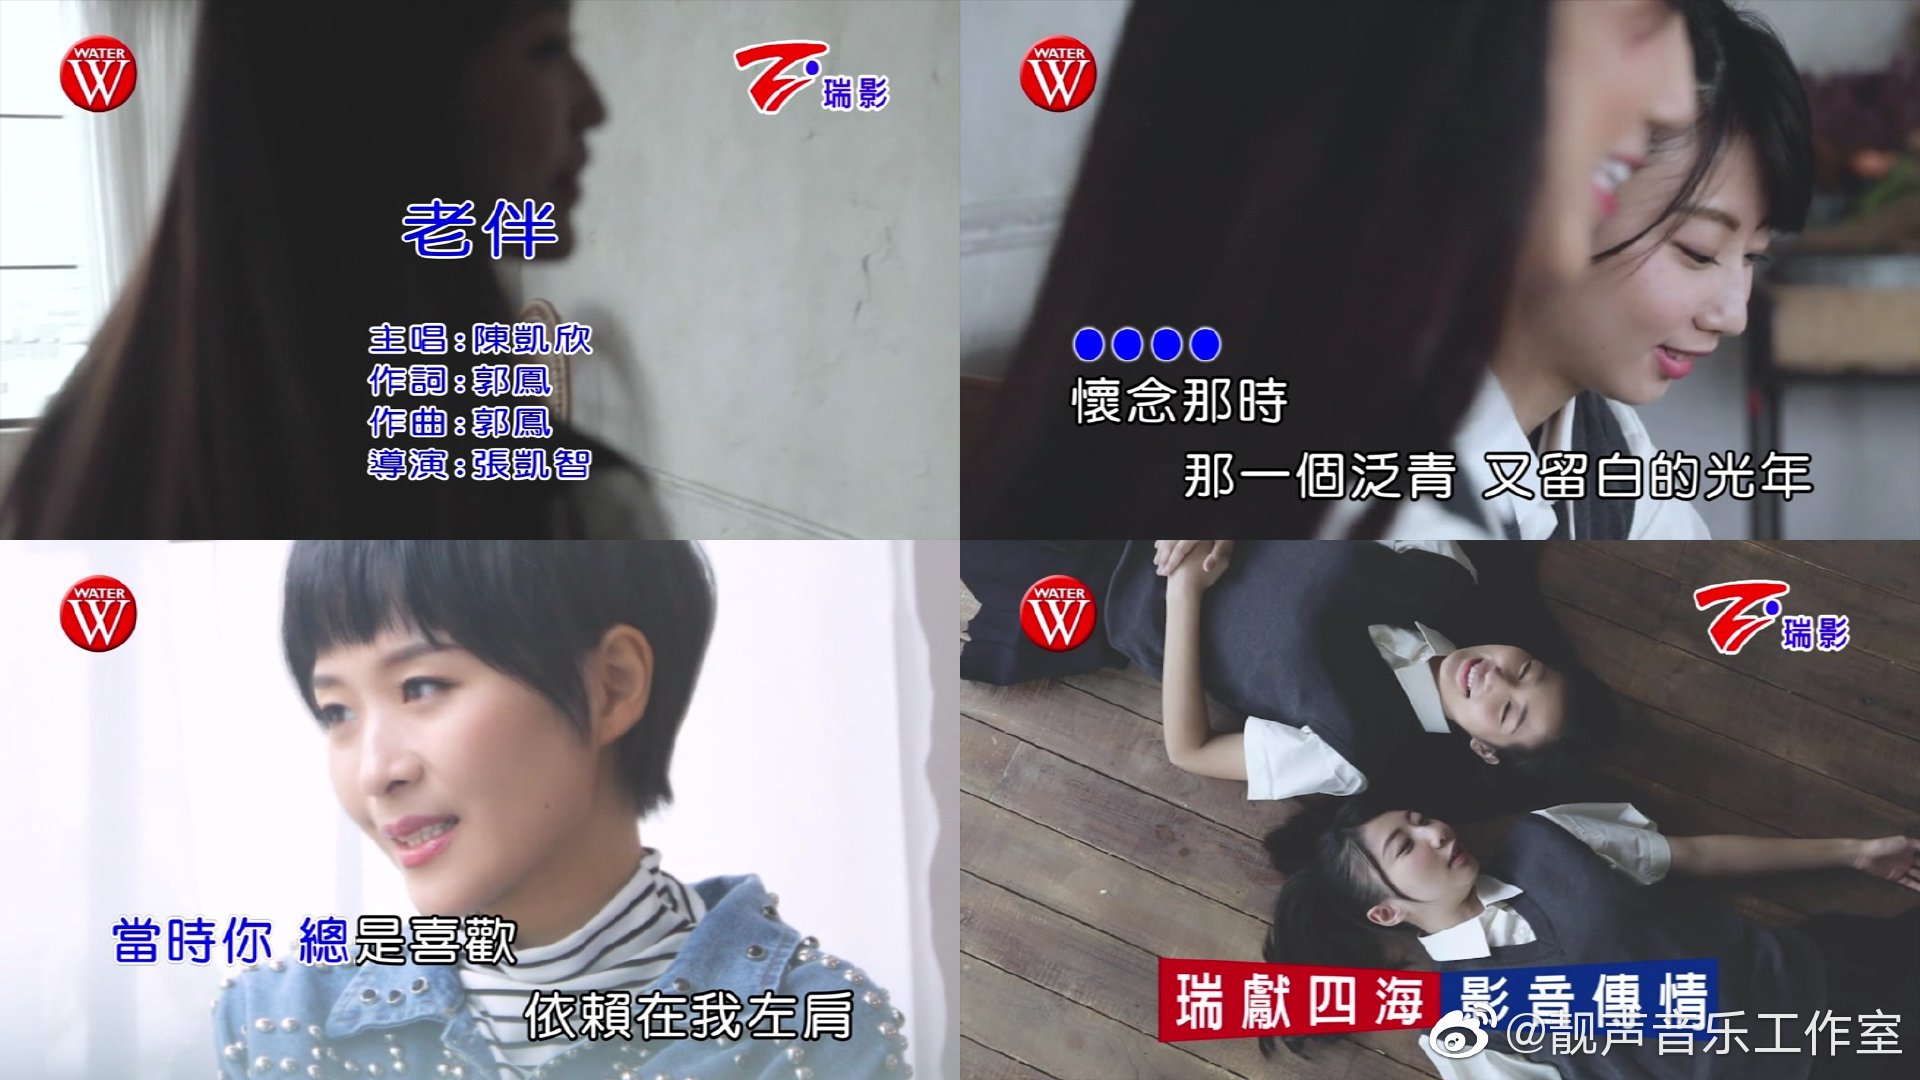 WATER
W
瑞影
老伴
主唱:陳凱欣
作詞:郭鳳
作曲:郭鳳
導演:張凱智
WATER
W
懷念那時
那一個泛青 又留白的光年
WATER
W
當時你 總是喜歡
依賴在我左肩
WATER
W
瑞影
瑞獻四海 影音傳情
@靓声音乐工作室